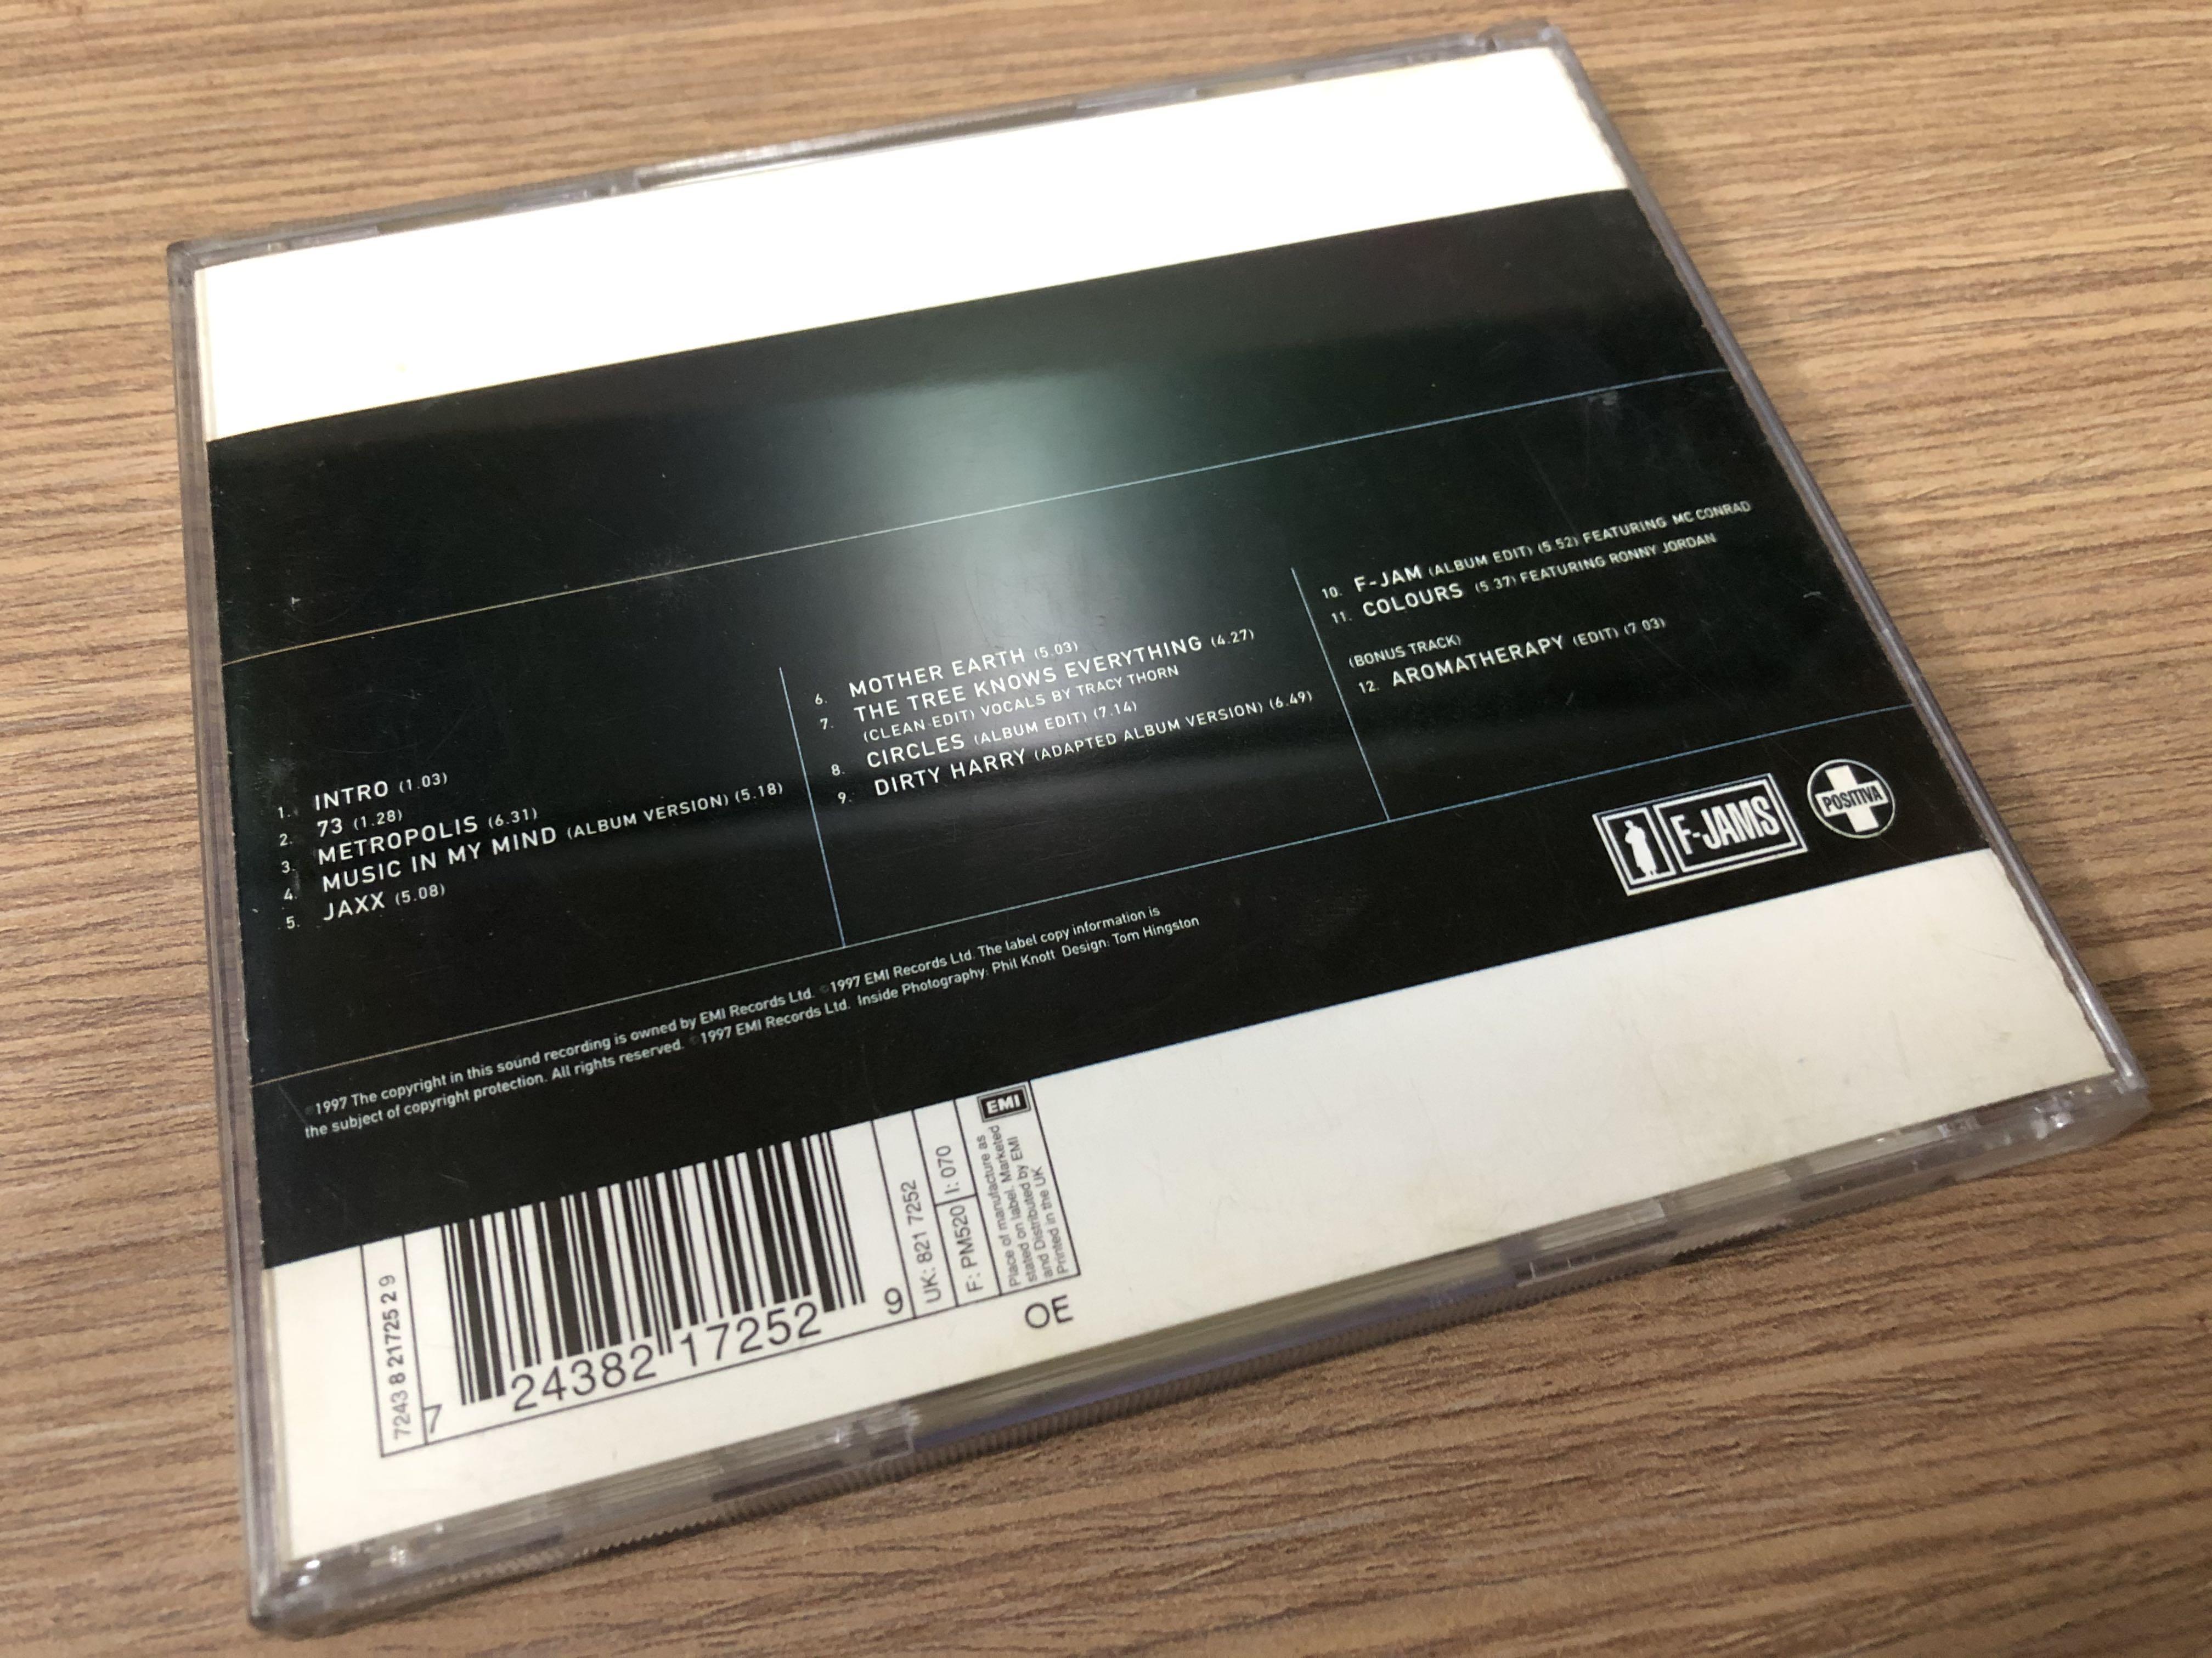 1. INTRO (1.03)
2. 73 (1.28)
3. METROPOLIS (6.31)
4. MUSIC IN MY MIND (ALBUM VERSION) (5.18)
5. JAXX (5.08)
6. MOTHER EARTH (5.03)
7. THE TREE KNOWS EVERYTHING (4.27)
(CLEAN EDIT) VOCALS BY TRACY THORN
8. CIRCLES (ALBUM EDIT) (7.14)
9. DIRTY HARRY (ADAPTED ALBUM VERSION) (6.49)
10. F-JAM (ALBUM EDIT) (5.52) FEATURING MC CONRAD
11. COLOURS (5.37) FEATURING RONNY JORDAN
(BONUS TRACK)
12. AROMATHERAPY (EDIT) (7.03)
F-JAMS
POSITIVA
℗1997 The copyright in this sound recording is owned by EMI Records Ltd. ©1997 EMI Records Ltd. The label copy information is
the subject of copyright protection. All rights reserved. ©1997 EMI Records Ltd. Inside Photography: Phil Knott Design: Tom Hingston
7243 8 21725 2 9
7 24382 17252 9
UK: 821 7252
F: PM520 I: 070
EMI
Place of manufacture as
stated on label. Marketed
and Distributed by EMI
Printed in the UK
OE